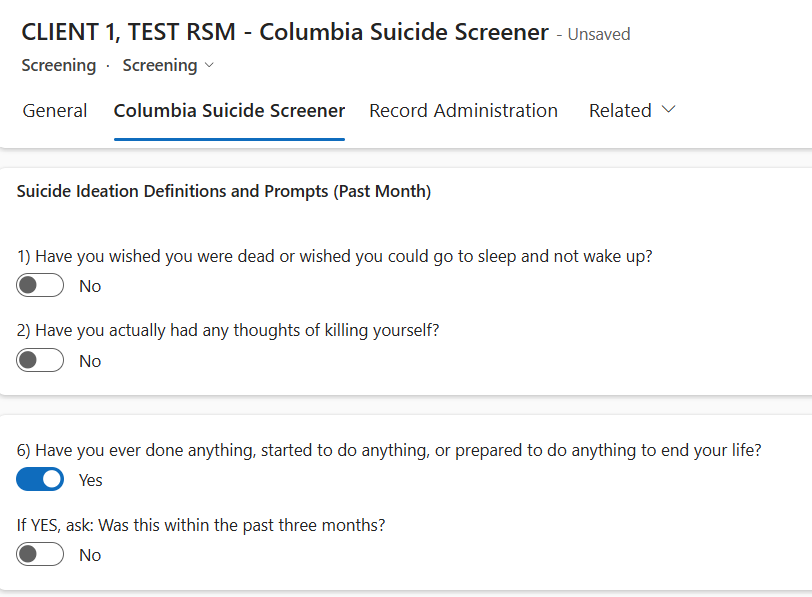 CLIENT 1, TEST RSM - Columbia Suicide Screener - Unsaved
Screening · Screening
General Columbia Suicide Screener Record Administration Related
Suicide Ideation Definitions and Prompts (Past Month)
1) Have you wished you were dead or wished you could go to sleep and not wake up?
No
2) Have you actually had any thoughts of killing yourself?
No
6) Have you ever done anything, started to do anything, or prepared to do anything to end your life?
Yes
If YES, ask: Was this within the past three months?
No